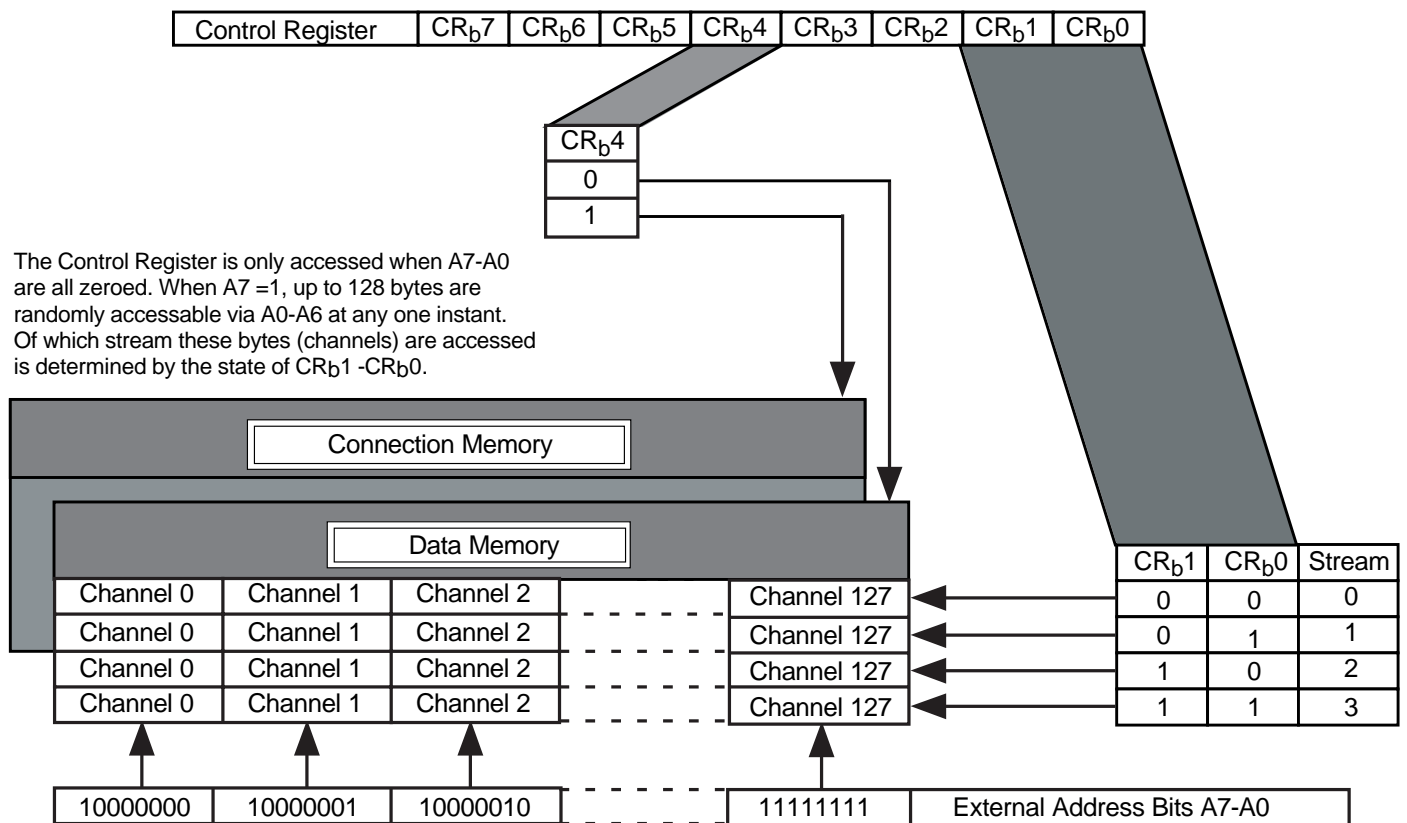 Control Register CRb7 CRb6 CRb5 CRb4 CRb3 CRb2 CRb1 CRb0
CRb4
0
1
The Control Register is only accessed when A7-A0
are all zeroed. When A7 =1, up to 128 bytes are
randomly accessable via A0-A6 at any one instant.
Of which stream these bytes (channels) are accessed
is determined by the state of CRb1 -CRb0.
Connection Memory
Data Memory
CRb1 CRb0 Stream
Channel 0 Channel 1 Channel 2 Channel 127 0 0 0
Channel 0 Channel 1 Channel 2 Channel 127 0 1 1
Channel 0 Channel 1 Channel 2 Channel 127 1 0 2
Channel 0 Channel 1 Channel 2 Channel 127 1 1 3
10000000 10000001 10000010 11111111 External Address Bits A7-A0